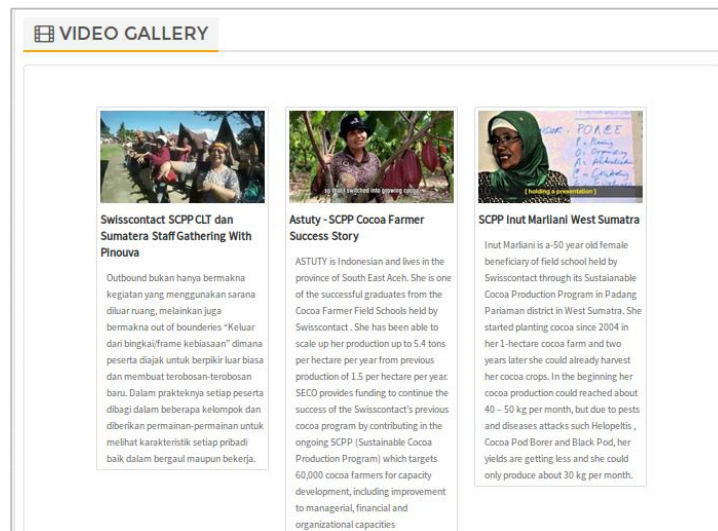 VIDEO GALLERY
Swisscontact SCPP CLT dan
Sumatera Staff Gathering With
Pinouva
Outbound bukan hanya bermakna
kegiatan yang menggunakan sarana
diluar ruang, melainkan juga
bermakna out of bounderies “Keluar
dari bingkai/frame kebiasaan” dimana
peserta diajak untuk berpikir luar biasa
dan membuat terobosan-terobosan
baru. Dalam prakteknya setiap peserta
dibagi dalam beberapa kelompok dan
diberikan permainan-permainan untuk
melihat karakteristik setiap pribadi
baik dalam bergaul maupun bekerja.
so that I switched into growing cocoa
Astuty - SCPP Cocoa Farmer
Success Story
ASTUTY is Indonesian and lives in the
province of South East Aceh. She is one
of the successful graduates from the
Cocoa Farmer Field Schools held by
Swisscontact . She has been able to
scale up her production up to 5.4 tons
per hectare per year from previous
production of 1.5 per hectare per year.
SECO provides funding to continue the
success of the Swisscontact's previous
cocoa program by contributing in the
ongoing SCPP (Sustainable Cocoa
Production Program) which targets
60,000 cocoa farmers for capacity
development, including improvement
to managerial, financial and
organizational capacities
[ holding a presentation ]
SCPP Inut Marliani West Sumatra
Inut Marliani is a-50 year old female
beneficiary of field school held by
Swisscontact through its Sustaianable
Cocoa Production Program in Padang
Pariaman district in West Sumatra. She
started planting cocoa since 2004 in
her 1-hectare cocoa farm and two
years later she could already harvest
her cocoa crops. In the beginning her
cocoa production could reached about
40 – 50 kg per month, but due to pests
and diseases attacks such Helopeltis ,
Cocoa Pod Borer and Black Pod, her
yields are getting less and she could
only produce about 30 kg per month.